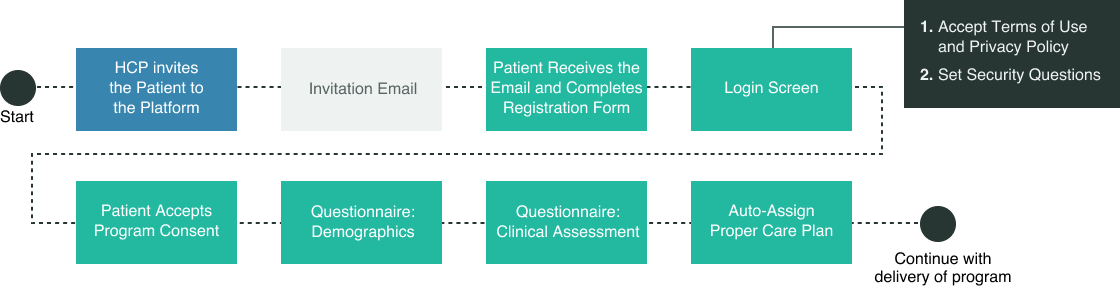 Start
HCP invites
the Patient to
the Platform
Invitation Email
Patient Receives the
Email and Completes
Registration Form
Login Screen
1. Accept Terms of Use
and Privacy Policy
2. Set Security Questions
Patient Accepts
Program Consent
Questionnaire:
Demographics
Questionnaire:
Clinical Assessment
Auto-Assign
Proper Care Plan
Continue with
delivery of program